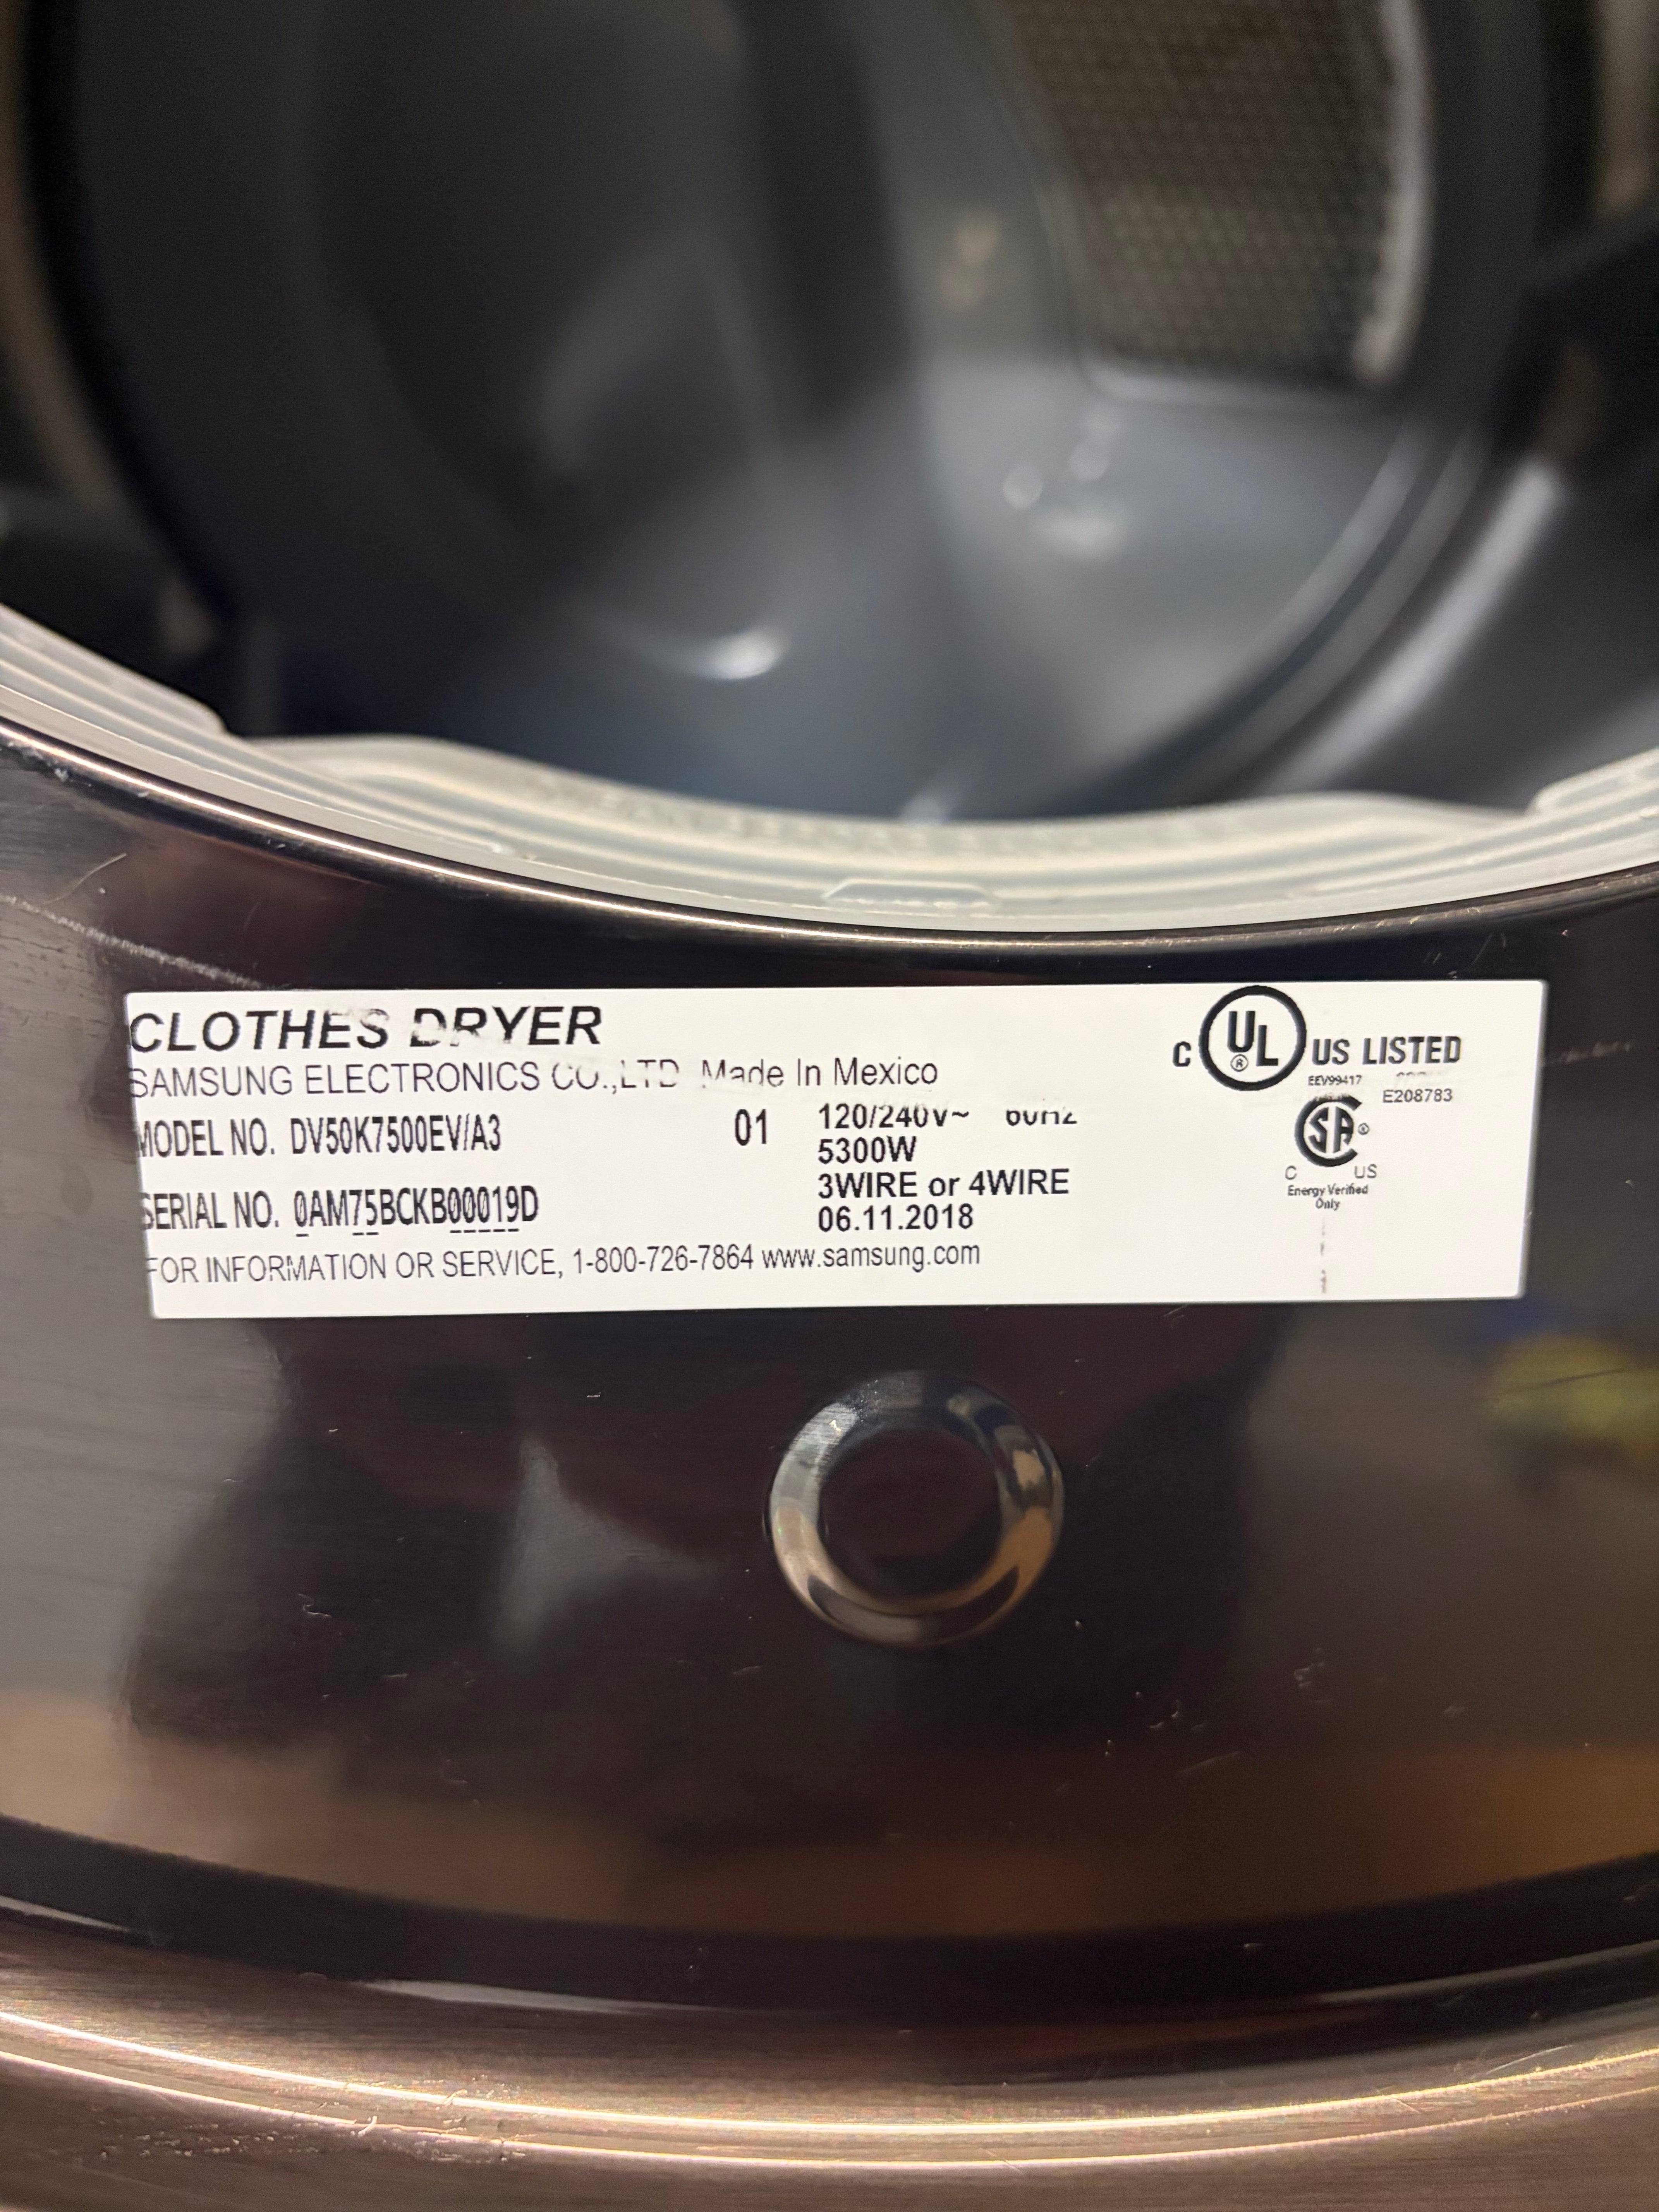 CLOTHES DRYER
SAMSUNG ELECTRONICS CO.,LTD Made In Mexico
MODEL NO. DV50K7500EV/A3
01
SERIAL NO. 0AM75BCKB00019D
120/240V~ 60HZ
5300W
3WIRE or 4WIRE
06.11.2018
FOR INFORMATION OR SERVICE, 1-800-726-7864 www.samsung.com
C UL ® US LISTED
EEV99417
E208783
SA ®
C US
Energy Verified
Only